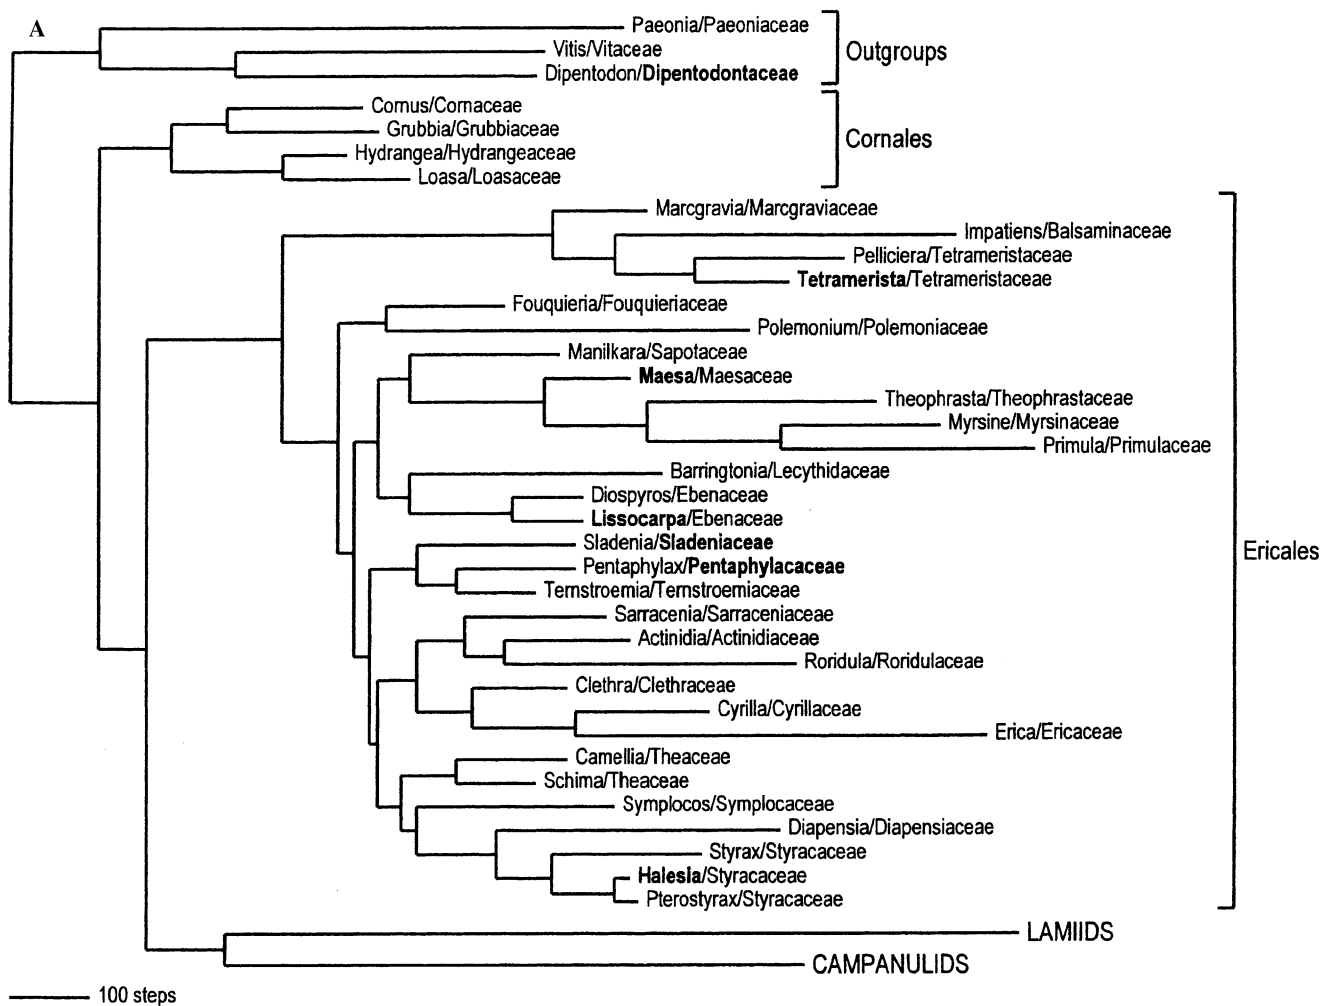 A
Paeonia/Paeoniaceae
Vitis/Vitaceae
Dipentodon/Dipentodontaceae
Outgroups
Cornus/Cornaceae
Grubbia/Grubbiaceae
Hydrangea/Hydrangeaceae
Loasa/Loasaceae
Cornales
Marcgravia/Marcgraviaceae
Impatiens/Balsaminaceae
Pelliciera/Tetrameristaceae
Tetramerista/Tetrameristaceae
Fouquieria/Fouquieriaceae
Polemonium/Polemoniaceae
Manilkara/Sapotaceae
Maesa/Maesaceae
Theophrasta/Theophrastaceae
Myrsine/Myrsinaceae
Primula/Primulaceae
Barringtonia/Lecythidaceae
Diospyros/Ebenaceae
Lissocarpa/Ebenaceae
Sladenia/Sladeniaceae
Pentaphylax/Pentaphylacaceae
Ternstroemia/Ternstroemiaceae
Sarracenia/Sarraceniaceae
Actinidia/Actinidiaceae
Roridula/Roridulaceae
Clethra/Clethraceae
Cyrilla/Cyrillaceae
Erica/Ericaceae
Camellia/Theaceae
Schima/Theaceae
Symplocos/Symplocaceae
Diapensia/Diapensiaceae
Styrax/Styracaceae
Halesia/Styracaceae
Pterostyrax/Styracaceae
Ericales
LAMIIDS
CAMPANULIDS
100 steps